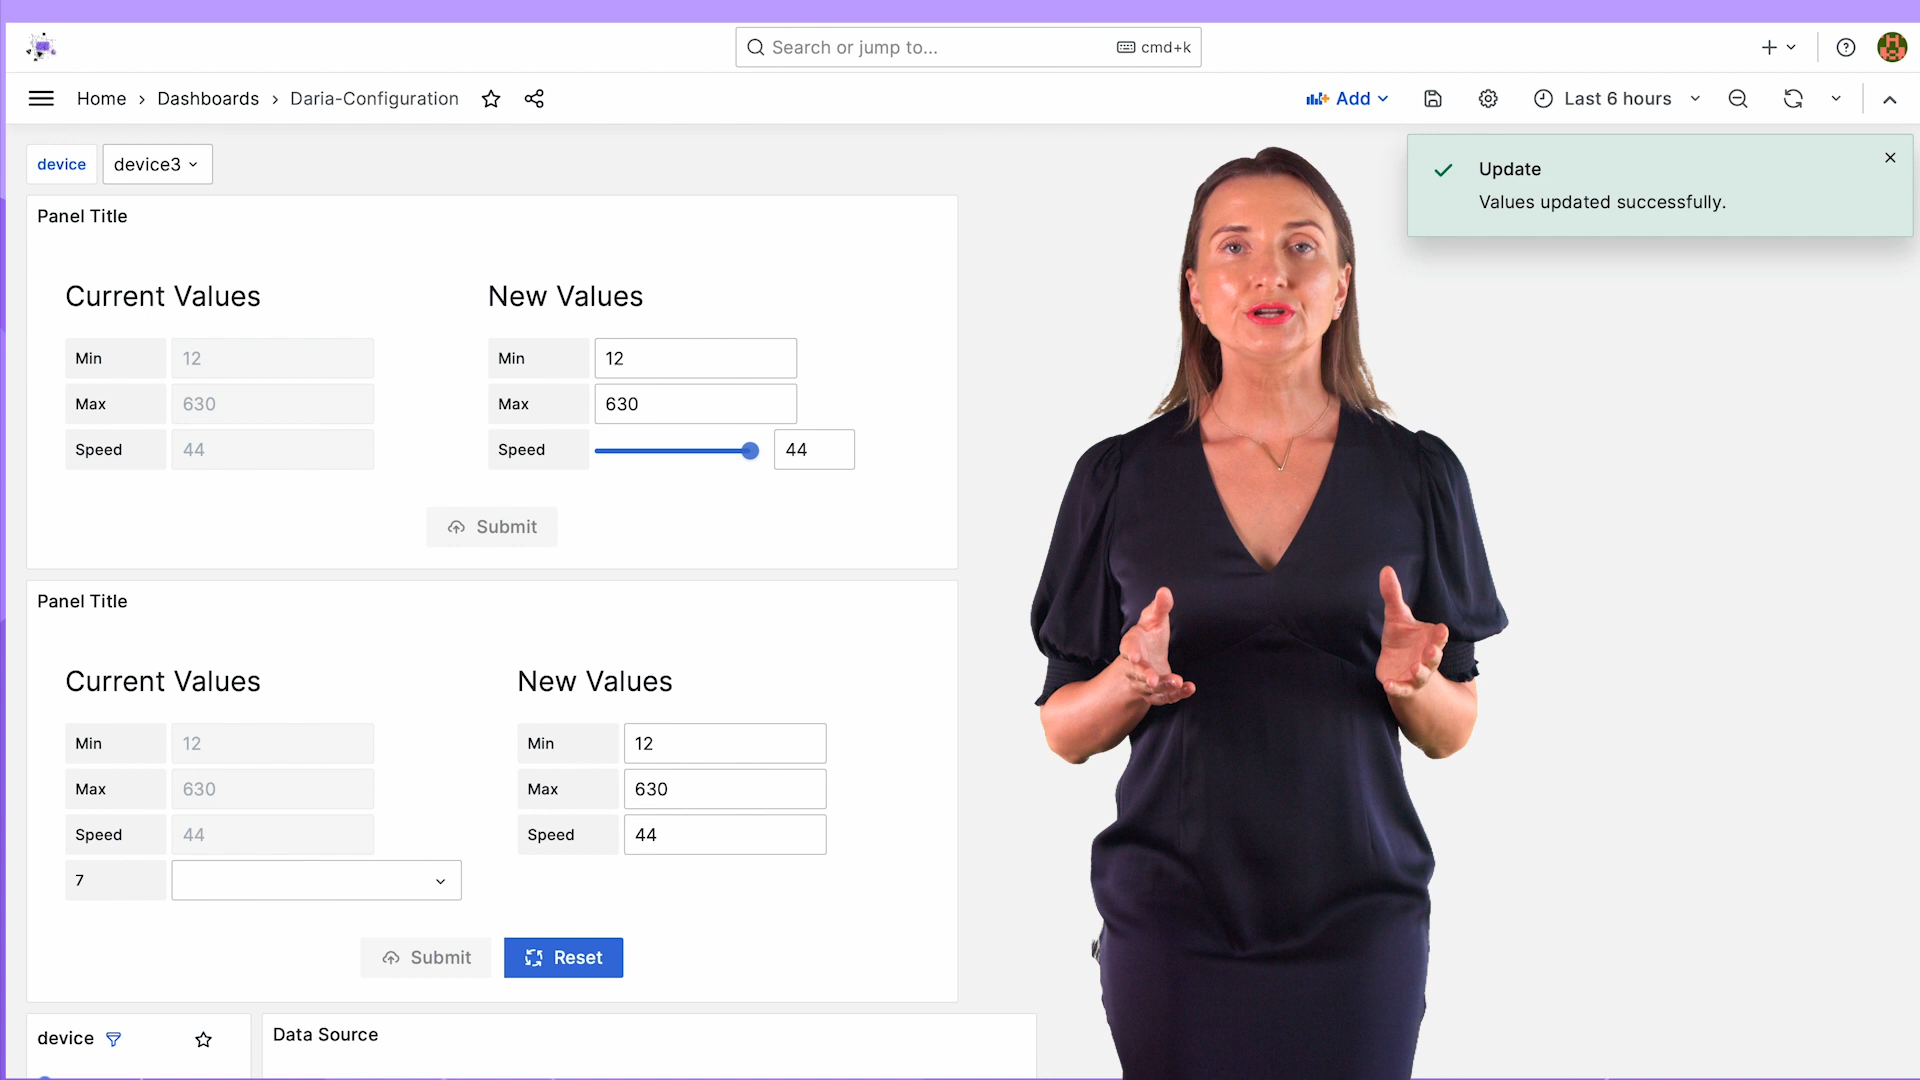 Search or jump to... cmd+k
Home › Dashboards › Daria-Configuration
Add
Last 6 hours
device device3
Update
Values updated successfully.
Panel Title
Current Values
Min 12
Max 630
Speed 44
New Values
Min 12
Max 630
Speed 44
Submit
Panel Title
Current Values
Min 12
Max 630
Speed 44
7
New Values
Min 12
Max 630
Speed 44
Submit
Reset
device
Data Source